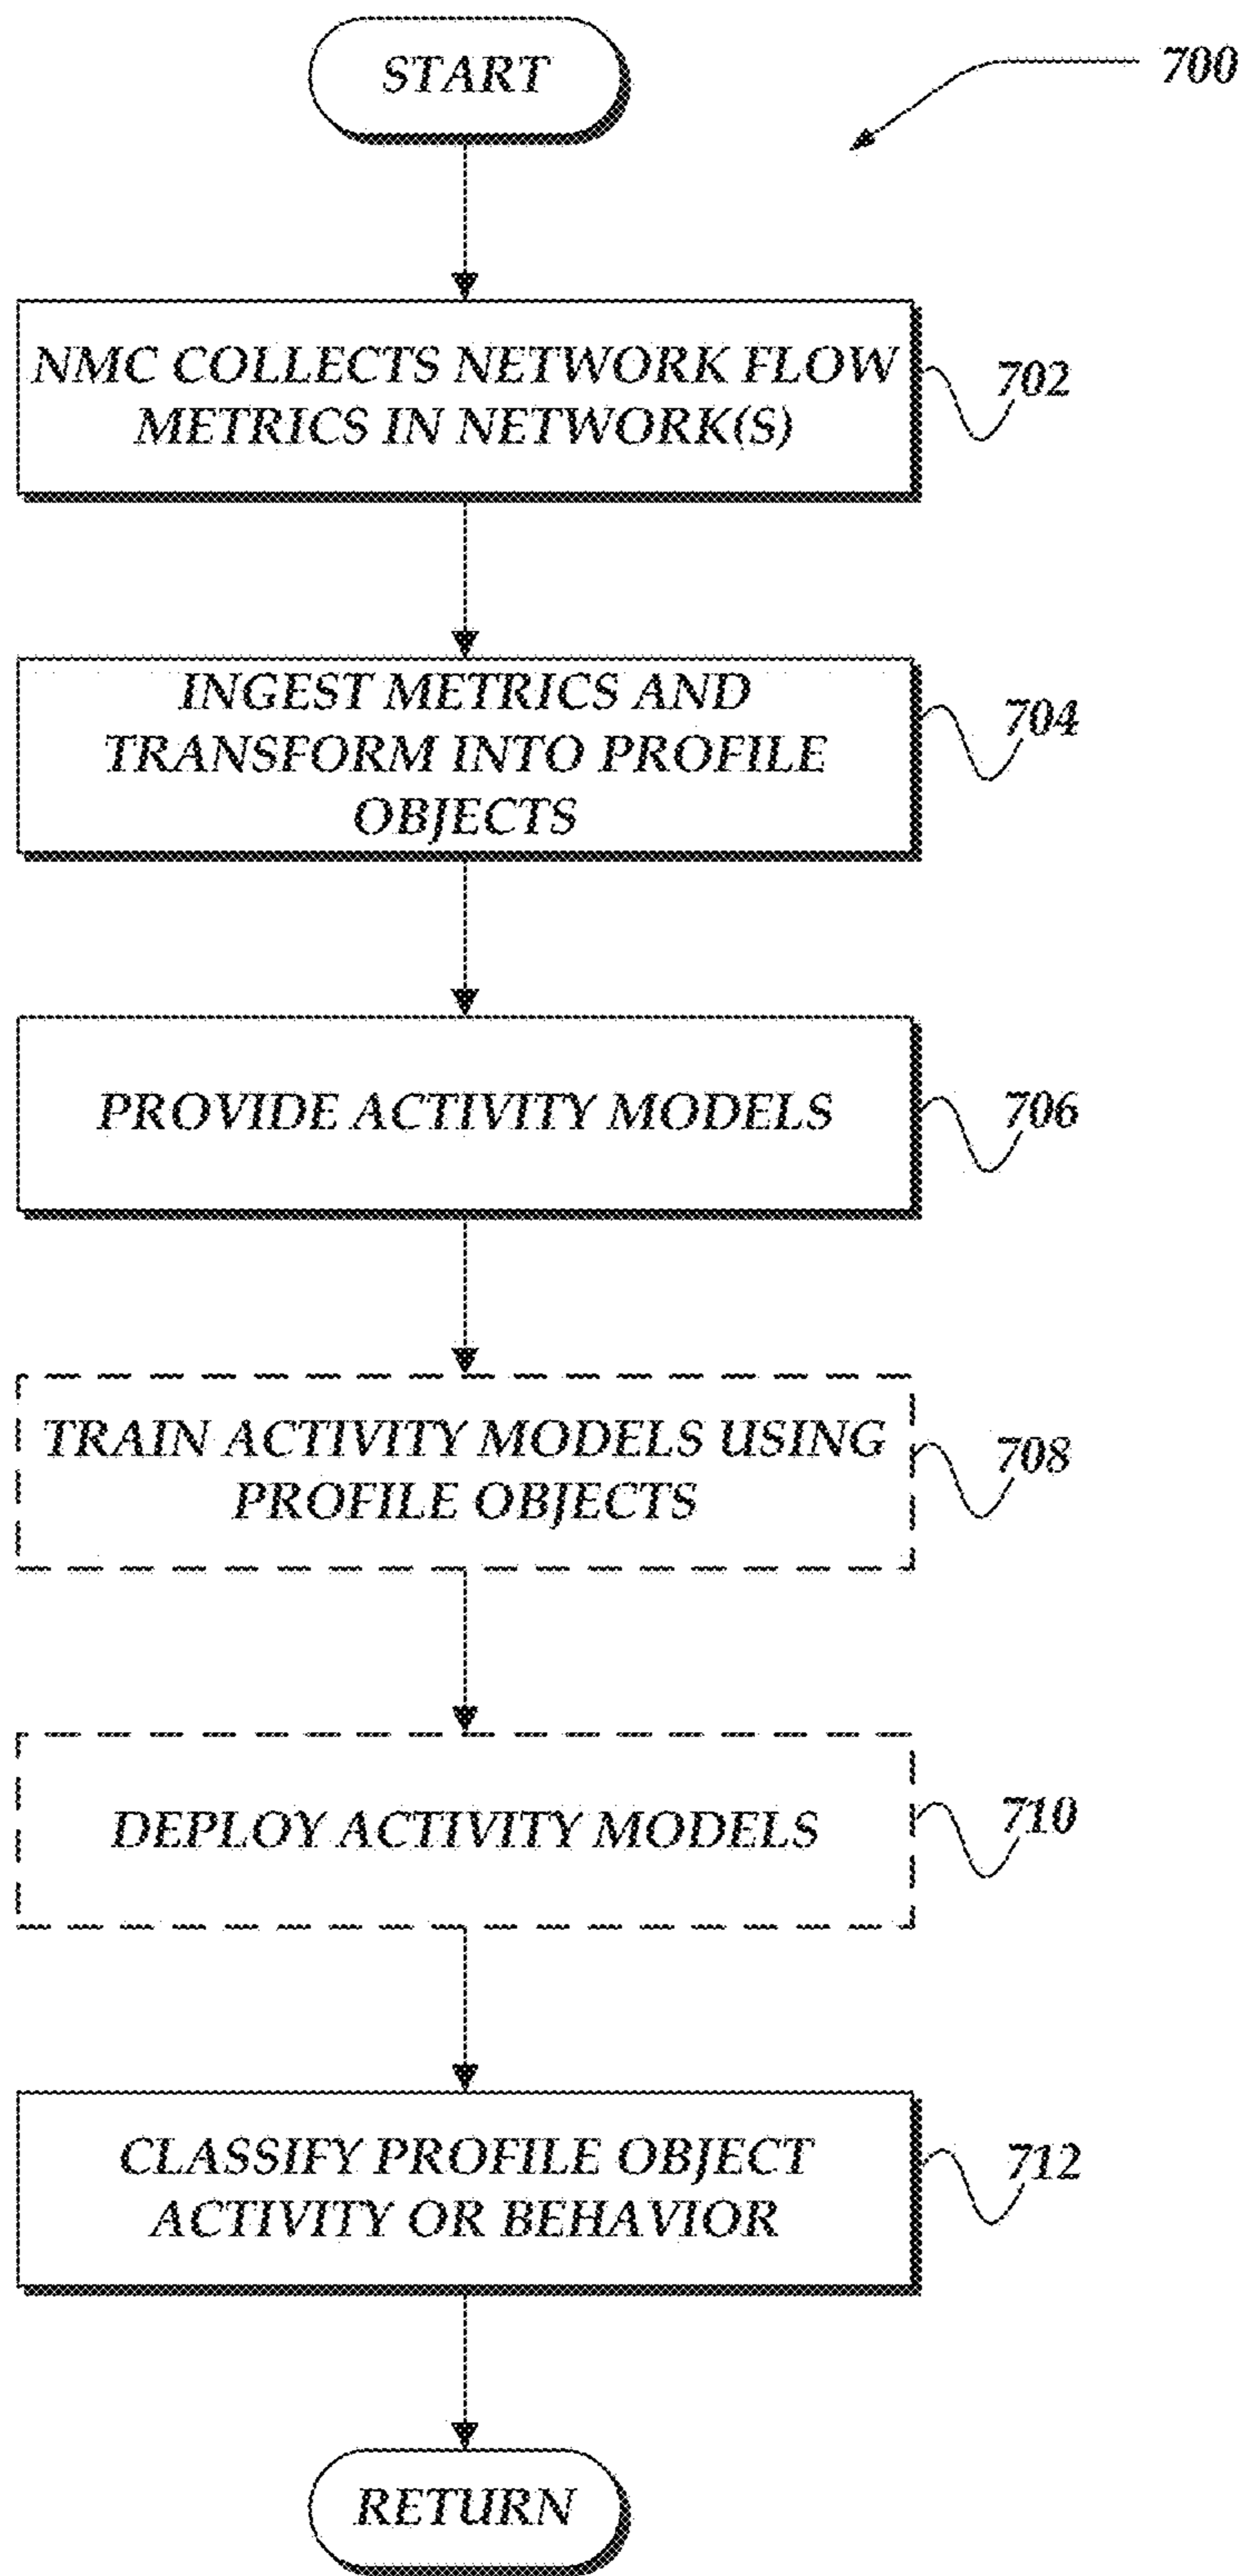 START
700
NMC COLLECTS NETWORK FLOW
METRICS IN NETWORK(S)
702
INGEST METRICS AND
TRANSFORM INTO PROFILE
OBJECTS
704
PROVIDE ACTIVITY MODELS
706
TRAIN ACTIVITY MODELS USING
PROFILE OBJECTS
708
DEPLOY ACTIVITY MODELS
710
CLASSIFY PROFILE OBJECT
ACTIVITY OR BEHAVIOR
712
RETURN